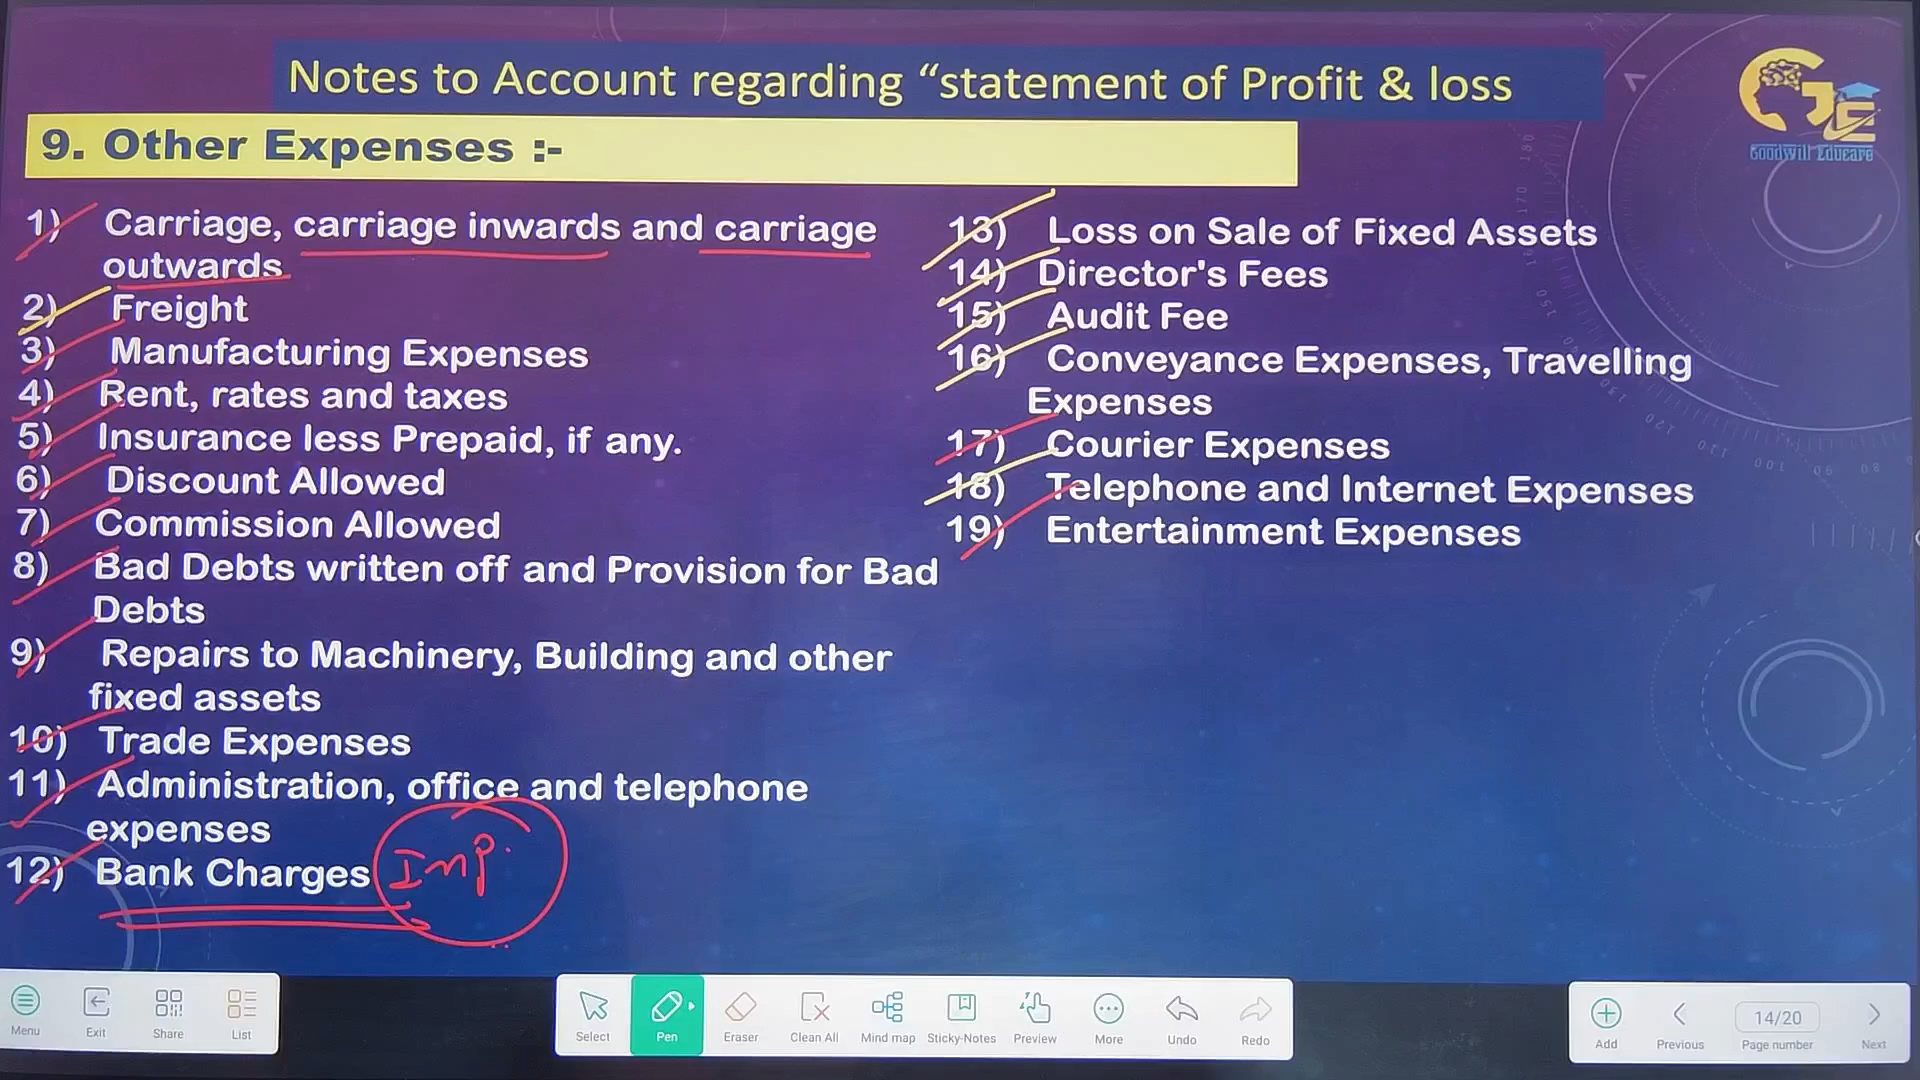 Notes to Account regarding “statement of Profit & loss
GE
Goodwill Educare
9. Other Expenses :-
1) Carriage, carriage inwards and carriage
outwards
2) Freight
3) Manufacturing Expenses
4) Rent, rates and taxes
5) Insurance less Prepaid, if any.
6) Discount Allowed
7) Commission Allowed
8) Bad Debts written off and Provision for Bad
Debts
9) Repairs to Machinery, Building and other
fixed assets
10) Trade Expenses
11) Administration, office and telephone
expenses
12) Bank Charges Imp.
13) Loss on Sale of Fixed Assets
14) Director's Fees
15) Audit Fee
16) Conveyance Expenses, Travelling
Expenses
17) Courier Expenses
18) Telephone and Internet Expenses
19) Entertainment Expenses
Menu Exit Share List
Select Pen Eraser Clean All Mind map Sticky-Notes Preview More Undo Redo
14/20
Add Previous Page number Next